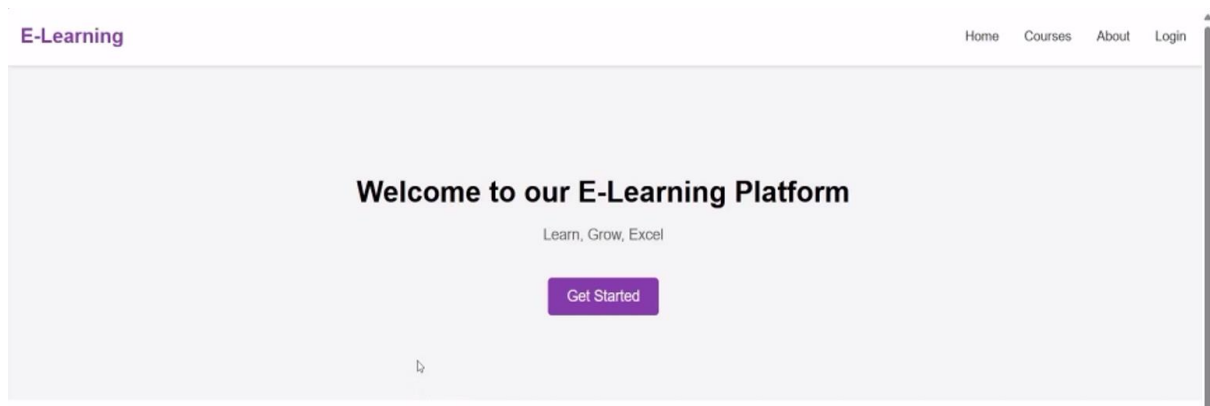 E-Learning
Home Courses About Login
Welcome to our E-Learning Platform
Learn, Grow, Excel
Get Started